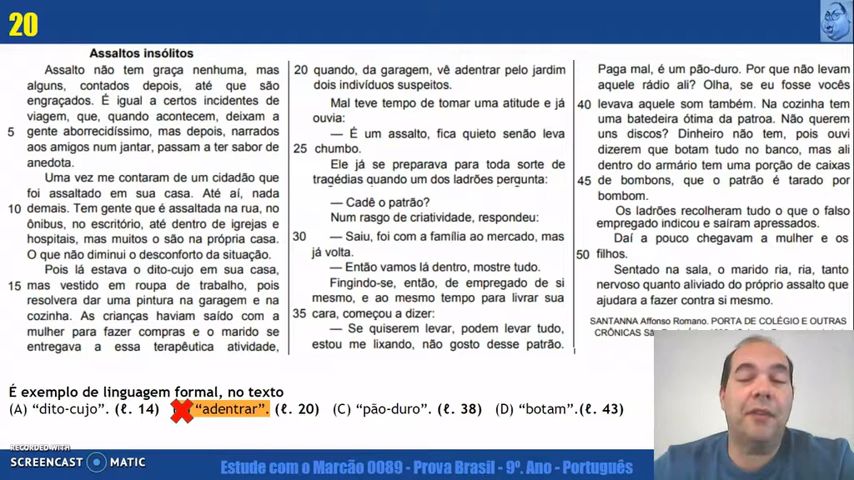 20
Assaltos insólitos
Assalto não tem graça nenhuma, mas
alguns, contados depois, até que são
engraçados. É igual a certos incidentes de
viagem, que, quando acontecem, deixam a
5 gente aborrecidíssimo, mas depois, narrados
aos amigos num jantar, passam a ter sabor de
anedota.
Uma vez me contaram de um cidadão que
foi assaltado em sua casa. Até aí, nada
10 demais. Tem gente que é assaltada na rua, no
ônibus, no escritório, até dentro de igrejas e
hospitais, mas muitos o são na própria casa.
O que não diminui o desconforto da situação.
Pois lá estava o dito-cujo em sua casa,
15 mas vestido em roupa de trabalho, pois
resolvera dar uma pintura na garagem e na
cozinha. As crianças haviam saído com a
mulher para fazer compras e o marido se
entregava a essa terapêutica atividade,
20 quando, da garagem, vê adentrar pelo jardim
dois indivíduos suspeitos.
Mal teve tempo de tomar uma atitude e já
ouvia:
— É um assalto, fica quieto senão leva
25 chumbo.
Ele já se preparava para toda sorte de
tragédias quando um dos ladrões pergunta:
— Cadê o patrão?
Num rasgo de criatividade, respondeu:
30 — Saiu, foi com a família ao mercado, mas
já volta.
— Então vamos lá dentro, mostre tudo.
Fingindo-se, então, de empregado de si
mesmo, e ao mesmo tempo para livrar sua
35 cara, começou a dizer:
— Se quiserem levar, podem levar tudo,
estou me lixando, não gosto desse patrão.
Paga mal, é um pão-duro. Por que não levam
aquele rádio ali? Olha, se eu fosse vocês
40 levava aquele som também. Na cozinha tem
uma batedeira ótima da patroa. Não querem
uns discos? Dinheiro não tem, pois ouvi
dizerem que botam tudo no banco, mas ali
dentro do armário tem uma porção de caixas
45 de bombons, que o patrão é tarado por
bombom.
Os ladrões recolheram tudo o que o falso
empregado indicou e saíram apressados.
Daí a pouco chegavam a mulher e os
50 filhos.
Sentado na sala, o marido ria, ria, tanto
nervoso quanto aliviado do próprio assalto que
ajudara a fazer contra si mesmo.
SANTANNA Affonso Romano. PORTA DE COLÉGIO E OUTRAS
CRÔNICAS
É exemplo de linguagem formal, no texto
(A) “dito-cujo”. (ℓ. 14) “adentrar”. (ℓ. 20) (C) “pão-duro”. (ℓ. 38) (D) “botam”.(ℓ. 43)
RECORDED WITH
SCREENCAST MATIC
Estude com o Marcão 0089 - Prova Brasil - 9º. Ano - Português